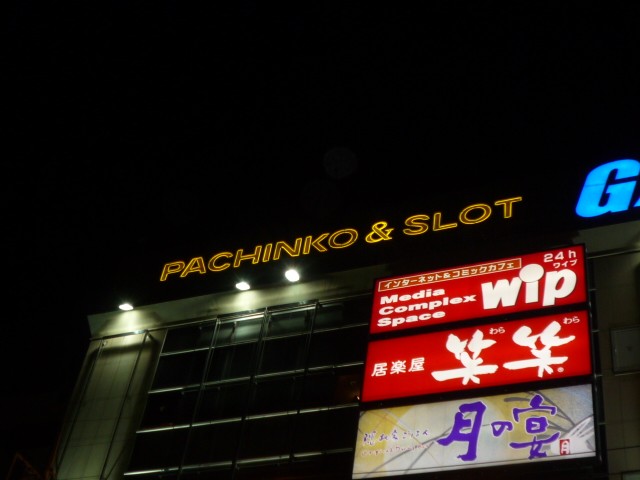 PACHINKO & SLOT
インターネット&コミックカフェ
24h
ワイプ
Media
Complex
Space
wip
居楽屋
わら わら
笑笑
月の宴
月